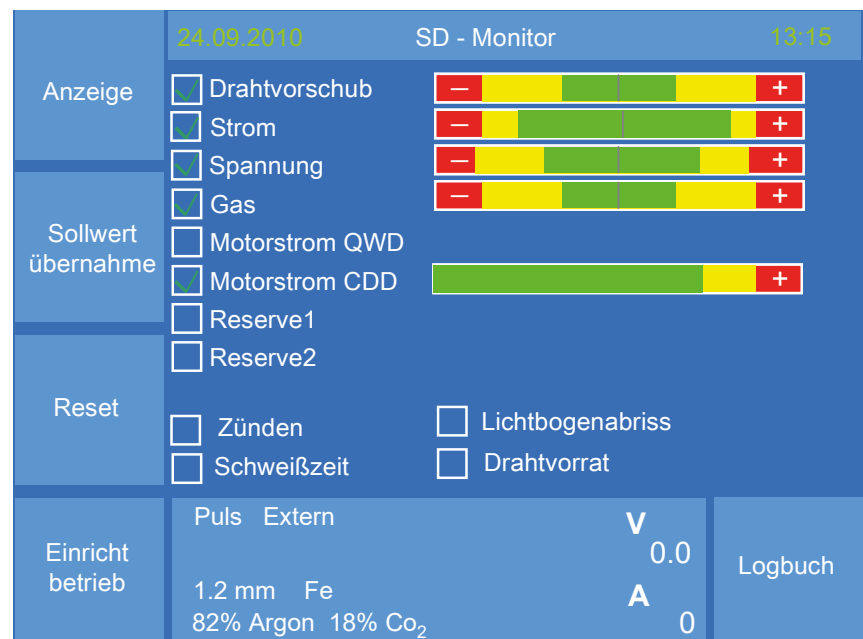 24.09.2010 SD - Monitor 13:15
Anzeige
Sollwert
übernahme
Reset
Einricht
betrieb
Drahtvorschub – +
Strom – +
Spannung – +
Gas – +
Motorstrom QWD
Motorstrom CDD +
Reserve1
Reserve2
Zünden
Schweißzeit
Lichtbogenabriss
Drahtvorrat
Puls Extern
1.2 mm Fe
82% Argon 18% Co₂
V
0.0
A
0
Logbuch